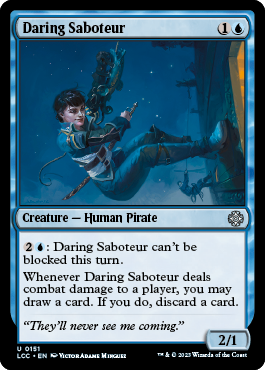 Daring Saboteur 1
Creature — Human Pirate
2 : Daring Saboteur can't be
blocked this turn.
Whenever Daring Saboteur deals
combat damage to a player, you may
draw a card. If you do, discard a card.
“They'll never see me coming.”
2/1
U 0151
LCC • EN Victor Adame Minguez
™ & © 2023 Wizards of the Coast